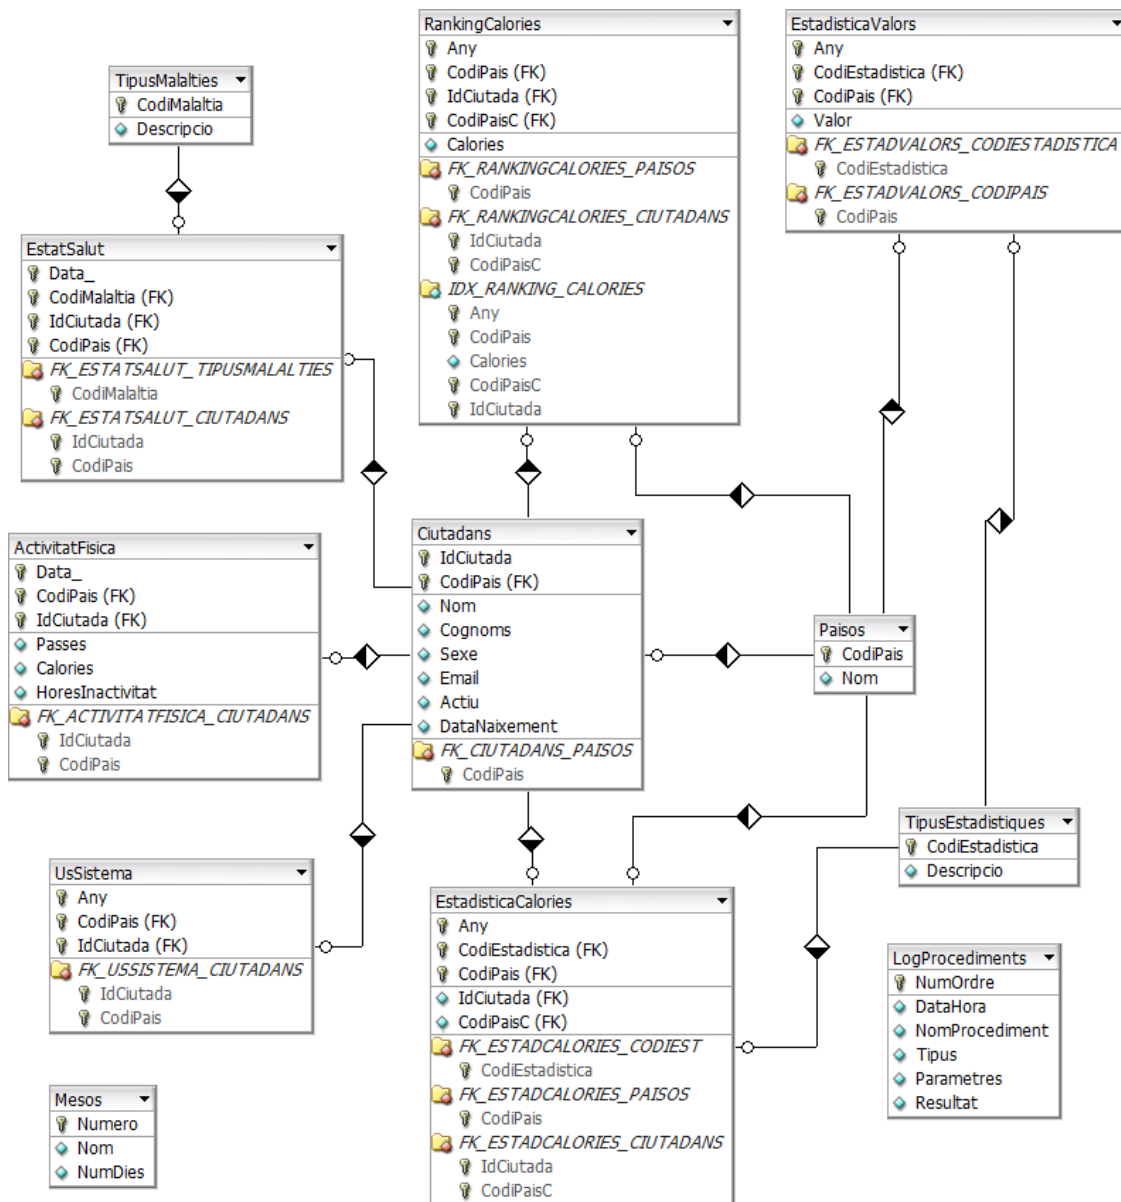 TipusMalalties
CodiMalaltia
Descripcio
RankingCalories
Any
CodiPais (FK)
IdCiutada (FK)
CodiPaisC (FK)
Calories
FK_RANKINGCALORIES_PAISOS
CodiPais
FK_RANKINGCALORIES_CIUTADANS
IdCiutada
CodiPaisC
IDX_RANKING_CALORIES
Any
CodiPais
Calories
CodiPaisC
IdCiutada
EstadisticaValors
Any
CodiEstadistica (FK)
CodiPais (FK)
Valor
FK_ESTADVALORS_CODIESTADISTICA
CodiEstadistica
FK_ESTADVALORS_CODIPAIS
CodiPais
EstatSalut
Data_
CodiMalaltia (FK)
IdCiutada (FK)
CodiPais (FK)
FK_ESTATSALUT_TIPUSMALALTIES
CodiMalaltia
FK_ESTATSALUT_CIUTADANS
IdCiutada
CodiPais
ActivitatFisica
Data_
CodiPais (FK)
IdCiutada (FK)
Passes
Calories
HoresInactivitat
FK_ACTIVITATFISICA_CIUTADANS
IdCiutada
CodiPais
Ciutadans
IdCiutada
CodiPais (FK)
Nom
Cognoms
Sexe
Email
Actiu
DataNaixement
FK_CIUTADANS_PAISOS
CodiPais
Paisos
CodiPais
Nom
TipusEstadistiques
CodiEstadistica
Descripcio
UsSistema
Any
CodiPais (FK)
IdCiutada (FK)
FK_USSISTEMA_CIUTADANS
IdCiutada
CodiPais
EstadisticaCalories
Any
CodiEstadistica (FK)
CodiPais (FK)
IdCiutada (FK)
CodiPaisC (FK)
FK_ESTADCALORIES_CODIEST
CodiEstadistica
FK_ESTADCALORIES_PAISOS
CodiPais
FK_ESTADCALORIES_CIUTADANS
IdCiutada
CodiPaisC
LogProcediments
NumOrdre
DataHora
NomProcediment
Tipus
Parametres
Resultat
Mesos
Numero
Nom
NumDies